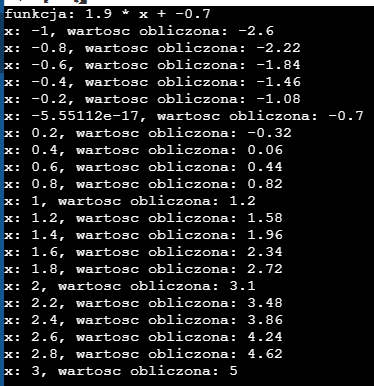 funkcja: 1.9 * x + -0.7
x: -1, wartosc obliczona: -2.6
x: -0.8, wartosc obliczona: -2.22
x: -0.6, wartosc obliczona: -1.84
x: -0.4, wartosc obliczona: -1.46
x: -0.2, wartosc obliczona: -1.08
x: -5.55112e-17, wartosc obliczona: -0.7
x: 0.2, wartosc obliczona: -0.32
x: 0.4, wartosc obliczona: 0.06
x: 0.6, wartosc obliczona: 0.44
x: 0.8, wartosc obliczona: 0.82
x: 1, wartosc obliczona: 1.2
x: 1.2, wartosc obliczona: 1.58
x: 1.4, wartosc obliczona: 1.96
x: 1.6, wartosc obliczona: 2.34
x: 1.8, wartosc obliczona: 2.72
x: 2, wartosc obliczona: 3.1
x: 2.2, wartosc obliczona: 3.48
x: 2.4, wartosc obliczona: 3.86
x: 2.6, wartosc obliczona: 4.24
x: 2.8, wartosc obliczona: 4.62
x: 3, wartosc obliczona: 5